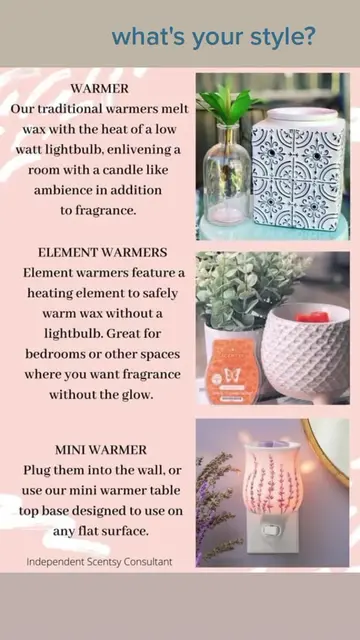 what's your style?
WARMER
Our traditional warmers melt
wax with the heat of a low
watt lightbulb, enlivening a
room with a candle like
ambience in addition
to fragrance.
ELEMENT WARMERS
Element warmers feature a
heating element to safely
warm wax without a
lightbulb. Great for
bedrooms or other spaces
where you want fragrance
without the glow.
MINI WARMER
Plug them into the wall, or
use our mini warmer table
top base designed to use on
any flat surface.
Independent Scentsy Consultant